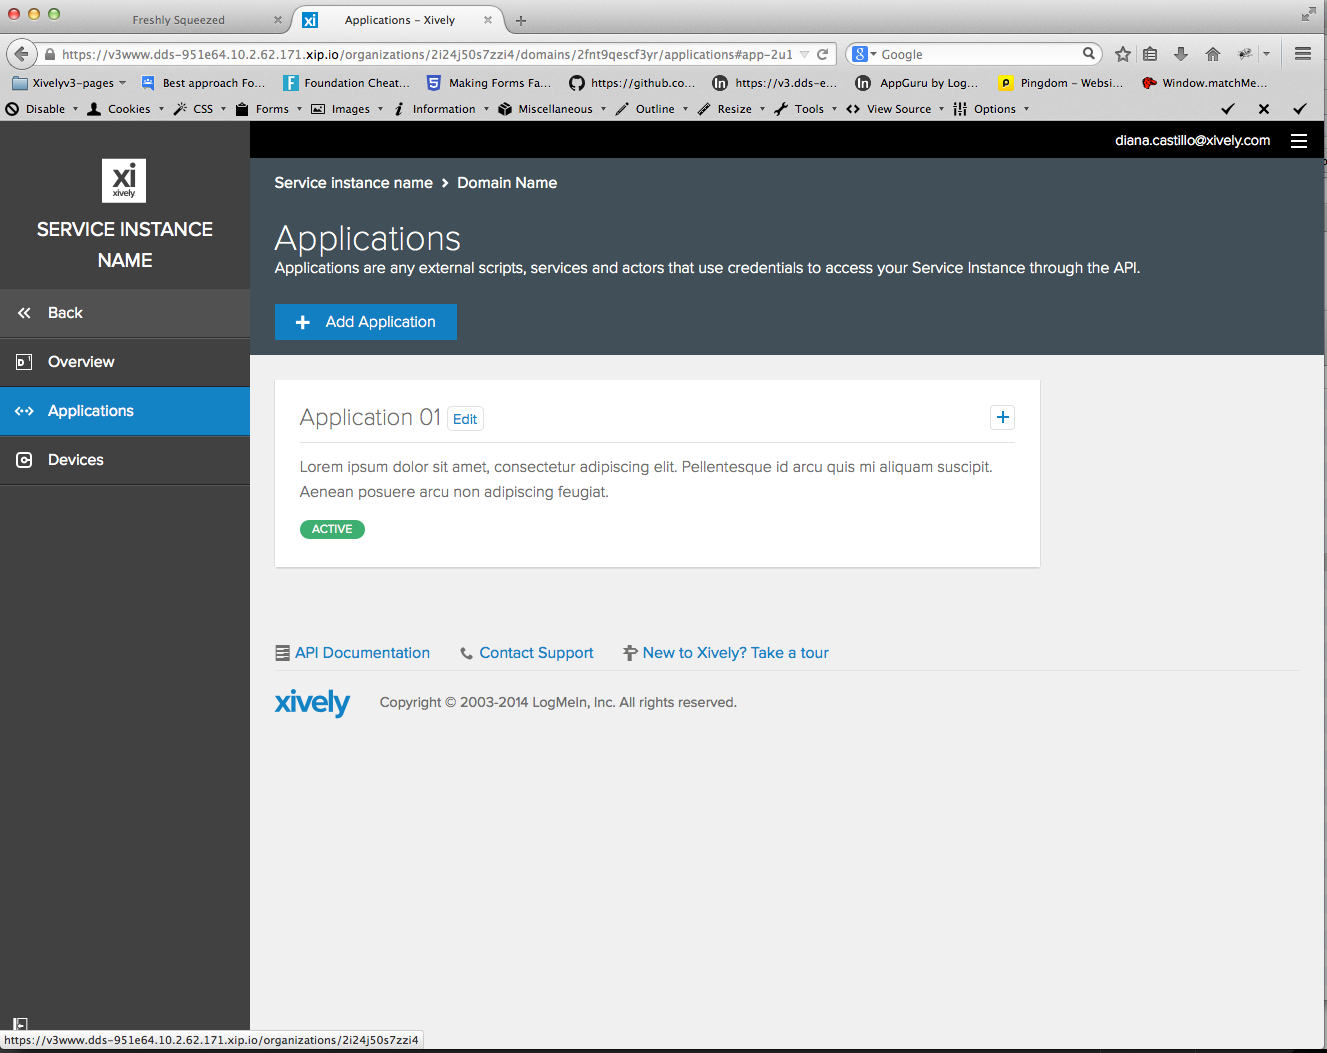 Freshly Squeezed
xi Applications – Xively
https://v3www.dds-951e64.10.2.62.171.xip.io/organizations/2i24j50s7zzi4/domains/2fnt9qescf3yr/applications#app-2u1
8 Google
Xivelyv3-pages
Best approach Fo...
Foundation Cheat...
Making Forms Fa...
https://github.co...
https://v3.dds-e...
AppGuru by Log...
Pingdom – Websi...
Window.matchMe...
Disable Cookies CSS Forms Images Information Miscellaneous Outline Resize Tools View Source Options
diana.castillo@xively.com
xi
xively
SERVICE INSTANCE
NAME
Back
Overview
Applications
Devices
Service instance name > Domain Name
Applications
Applications are any external scripts, services and actors that use credentials to access your Service Instance through the API.
+ Add Application
Application 01 Edit +
Lorem ipsum dolor sit amet, consectetur adipiscing elit. Pellentesque id arcu quis mi aliquam suscipit.
Aenean posuere arcu non adipiscing feugiat.
ACTIVE
API Documentation Contact Support New to Xively? Take a tour
xively Copyright © 2003-2014 LogMeIn, Inc. All rights reserved.
https://v3www.dds-951e64.10.2.62.171.xip.io/organizations/2i24j50s7zzi4